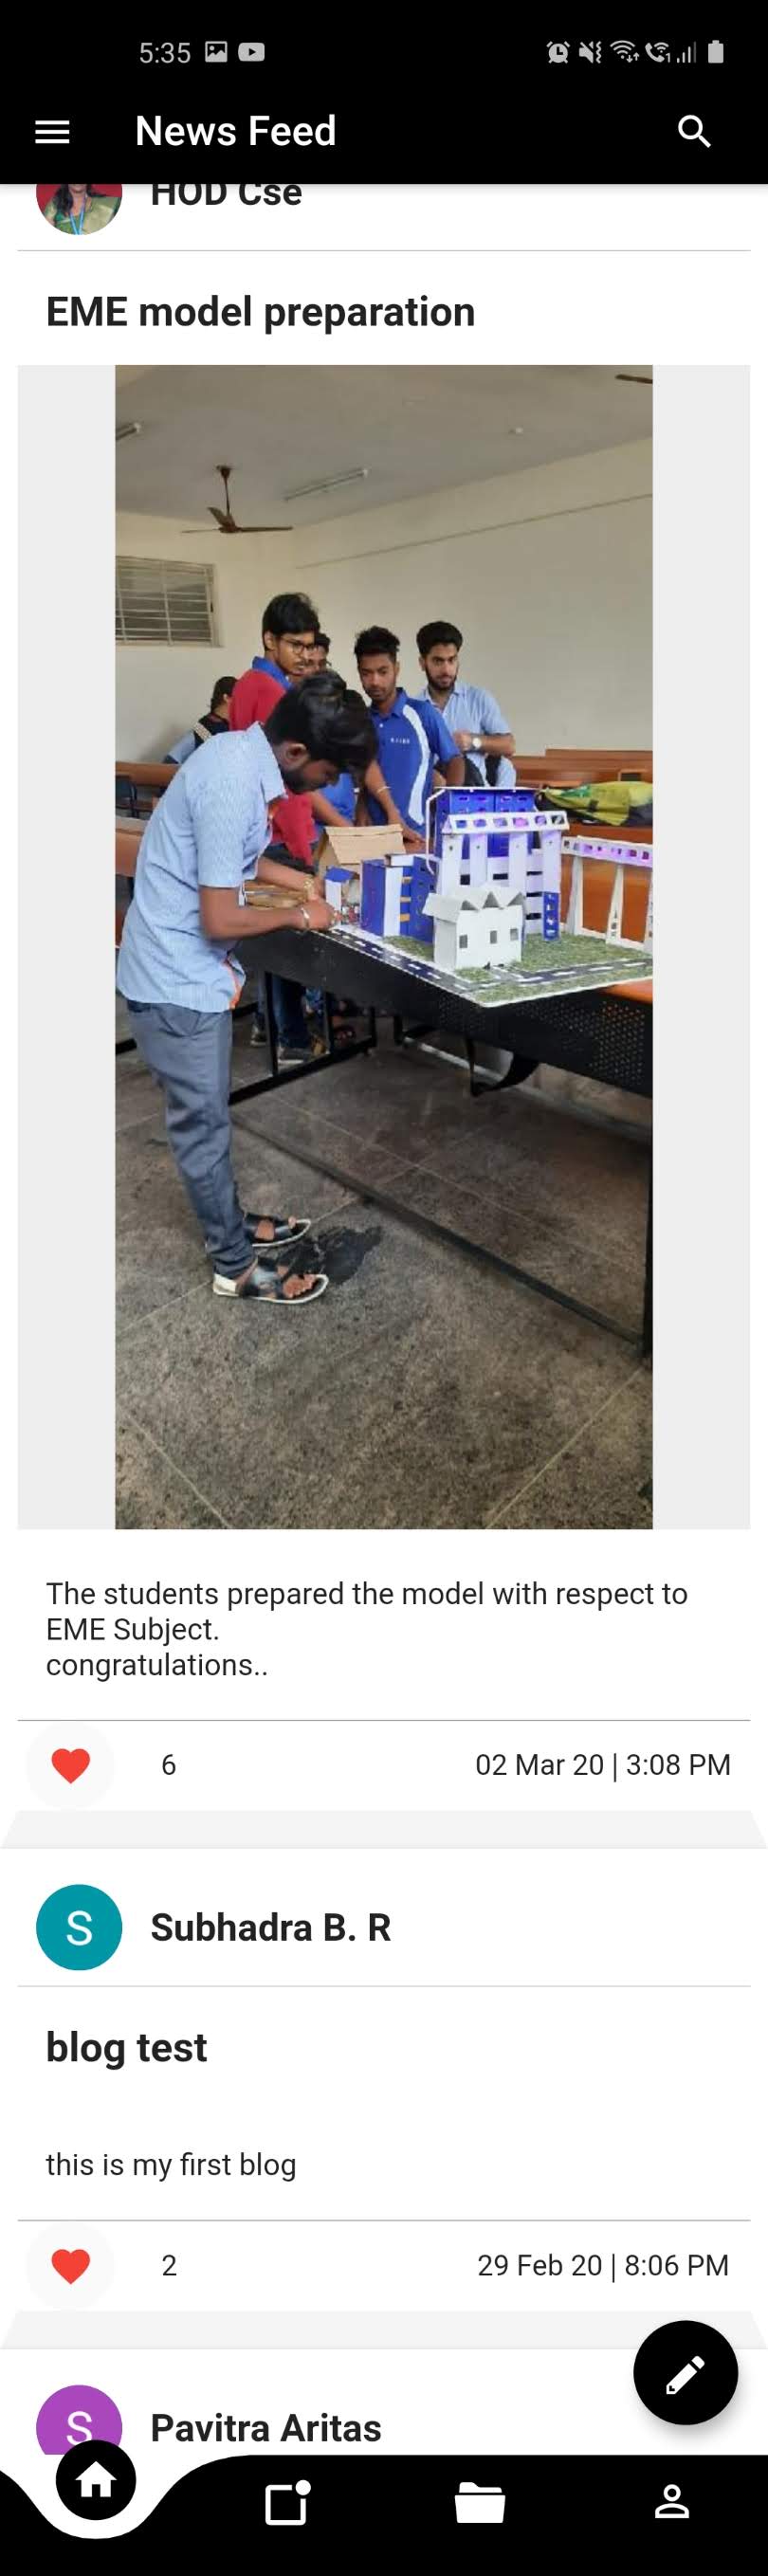 5:35
News Feed
HOD Cse
EME model preparation
The students prepared the model with respect to
EME Subject.
congratulations..
6
02 Mar 20 | 3:08 PM
S
Subhadra B. R
blog test
this is my first blog
2
29 Feb 20 | 8:06 PM
S
Pavitra Aritas